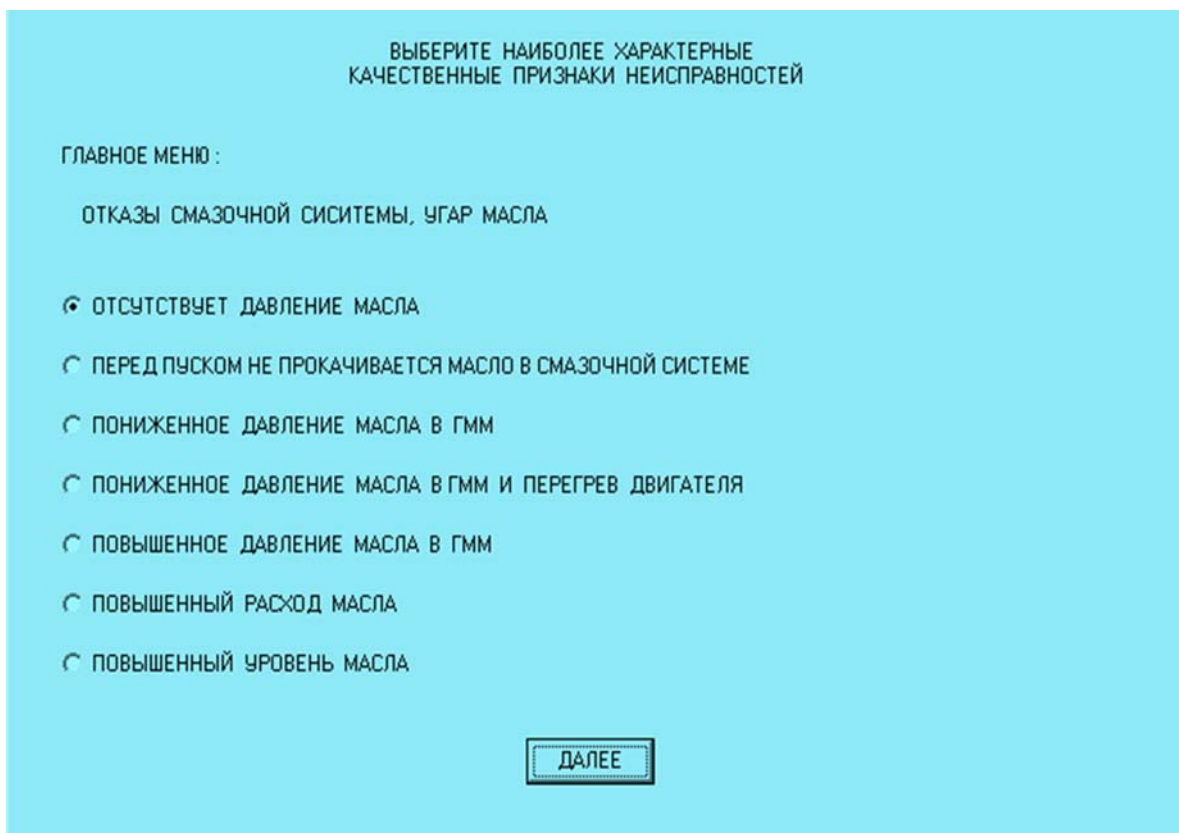 ВЫБЕРИТЕ НАИБОЛЕЕ ХАРАКТЕРНЫЕ
КАЧЕСТВЕННЫЕ ПРИЗНАКИ НЕИСПРАВНОСТЕЙ
ГЛАВНОЕ МЕНЮ :
ОТКАЗЫ СМАЗОЧНОЙ СИСИТЕМЫ, УГАР МАСЛА
ОТСУТСТВУЕТ ДАВЛЕНИЕ МАСЛА
ПЕРЕД ПУСКОМ НЕ ПРОКАЧИВАЕТСЯ МАСЛО В СМАЗОЧНОЙ СИСТЕМЕ
ПОНИЖЕННОЕ ДАВЛЕНИЕ МАСЛА В ГММ
ПОНИЖЕННОЕ ДАВЛЕНИЕ МАСЛА В ГММ И ПЕРЕГРЕВ ДВИГАТЕЛЯ
ПОВЫШЕННОЕ ДАВЛЕНИЕ МАСЛА В ГММ
ПОВЫШЕННЫЙ РАСХОД МАСЛА
ПОВЫШЕННЫЙ УРОВЕНЬ МАСЛА
ДАЛЕЕ